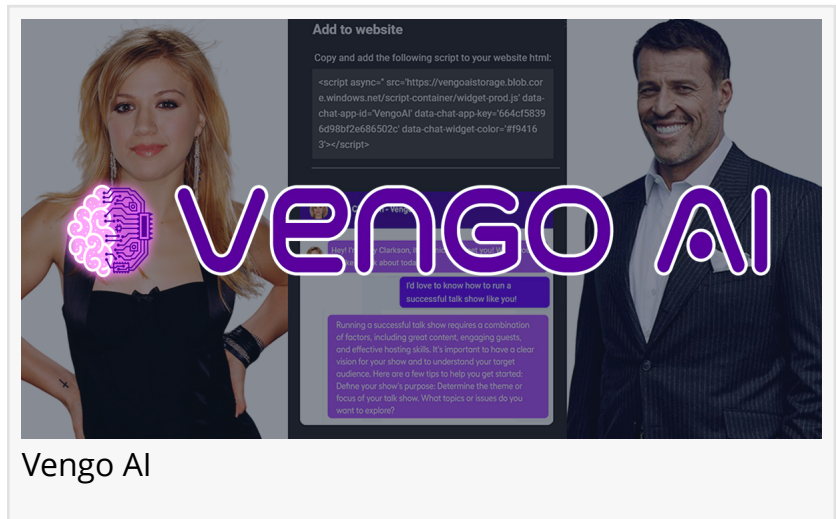 Add to website
Copy and add the following script to your website html:
<script async='' src='https://vengoaistorage.blob.cor
e.windows.net/script-container/widget-prod.js' data-
chat-app-id='VengoAI' data-chat-app-key='664cf5839
6d98bf2e686502c' data-chat-widget-color='#f9416
3'></script>
VENGO AI
Hey! I'm Clarkson,
about
I'd love to know how to run a
successful talk show like you!
Running a successful talk show requires a combination
of factors, including great content, engaging guests,
and effective hosting skills. It's important to have a clear
vision for your show and to understand your target
audience. Here are a few tips to help you get started:
Define your show's purpose: Determine the theme or
focus of your talk show. What topics or issues do you
want to explore?
Vengo AI